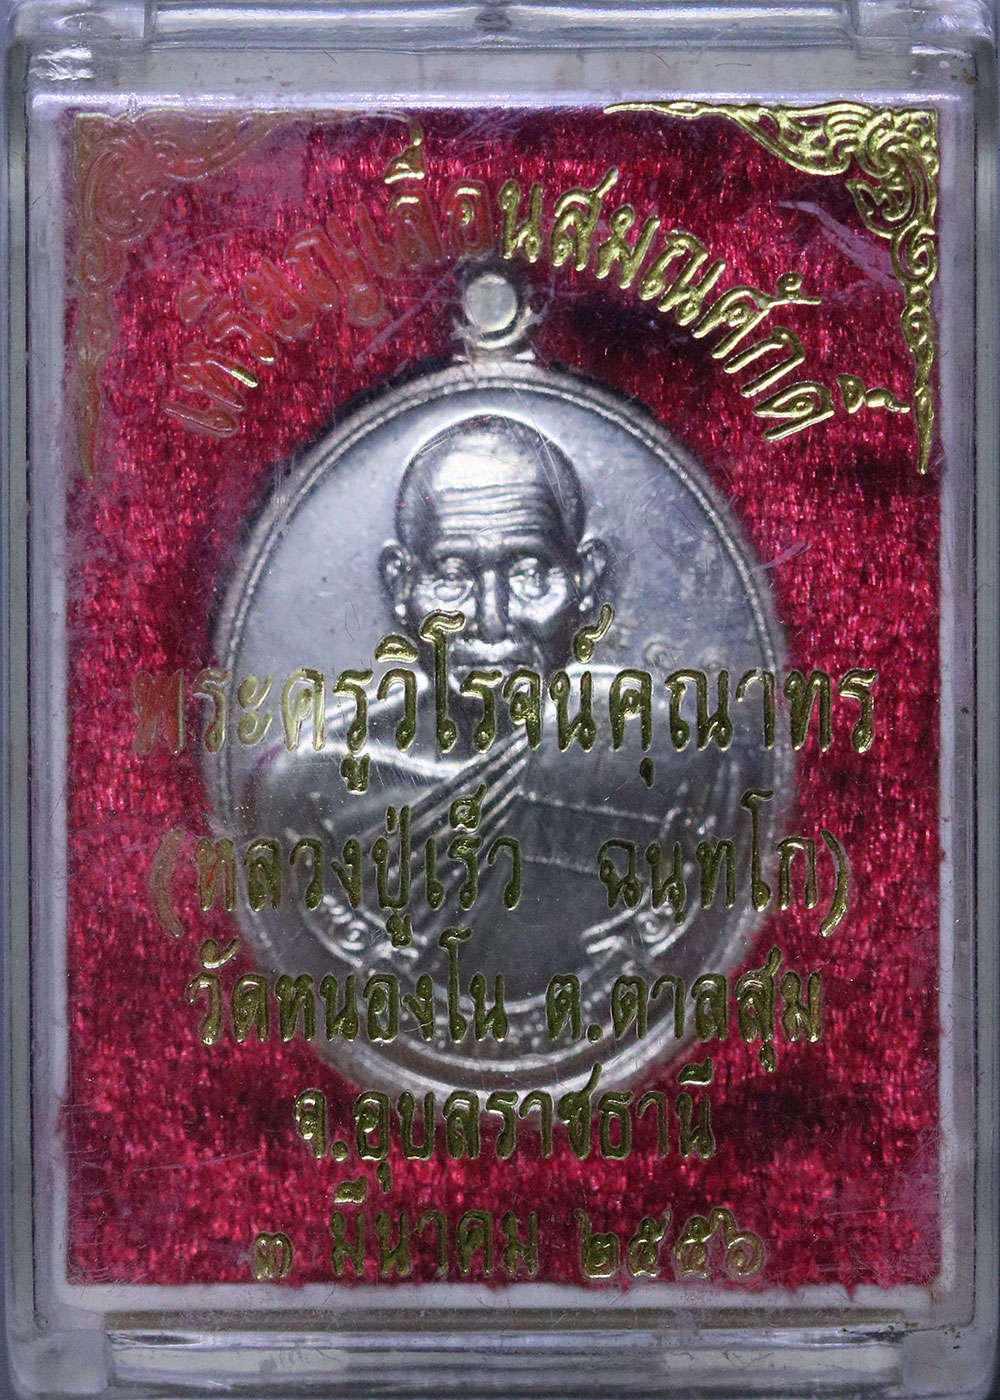 เหรียญเลื่อนสมณศักดิ์
พระครูวิโรจน์คุณาทร
(หลวงปู่เร็ว ฉนฺทโก)
วัดหนองโน ต.ตาลสุม
จ.อุบลราชธานี
๓ มีนาคม ๒๕๕๖